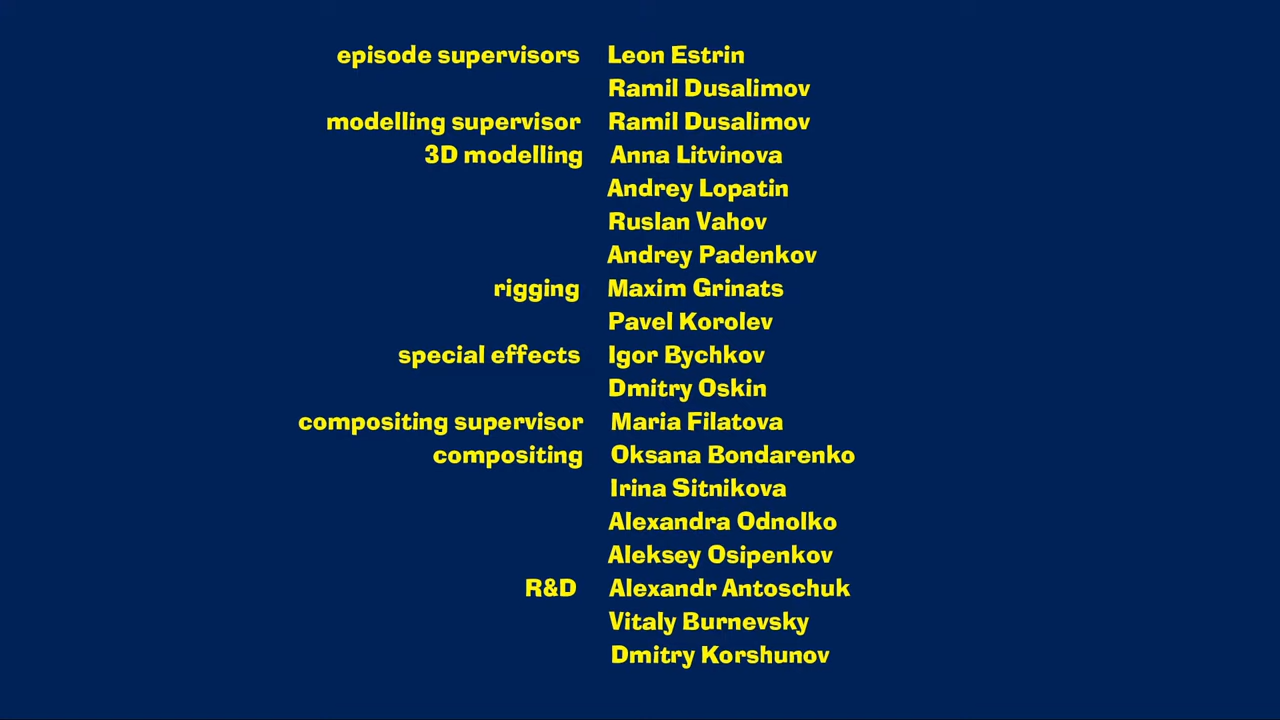 episode supervisors Leon Estrin
Ramil Dusalimov
modelling supervisor Ramil Dusalimov
3D modelling Anna Litvinova
Andrey Lopatin
Ruslan Vahov
Andrey Padenkov
rigging Maxim Grinats
Pavel Korolev
special effects Igor Bychkov
Dmitry Oskin
compositing supervisor Maria Filatova
compositing Oksana Bondarenko
Irina Sitnikova
Alexandra Odnolko
Aleksey Osipenkov
R&D Alexandr Antoschuk
Vitaly Burnevsky
Dmitry Korshunov